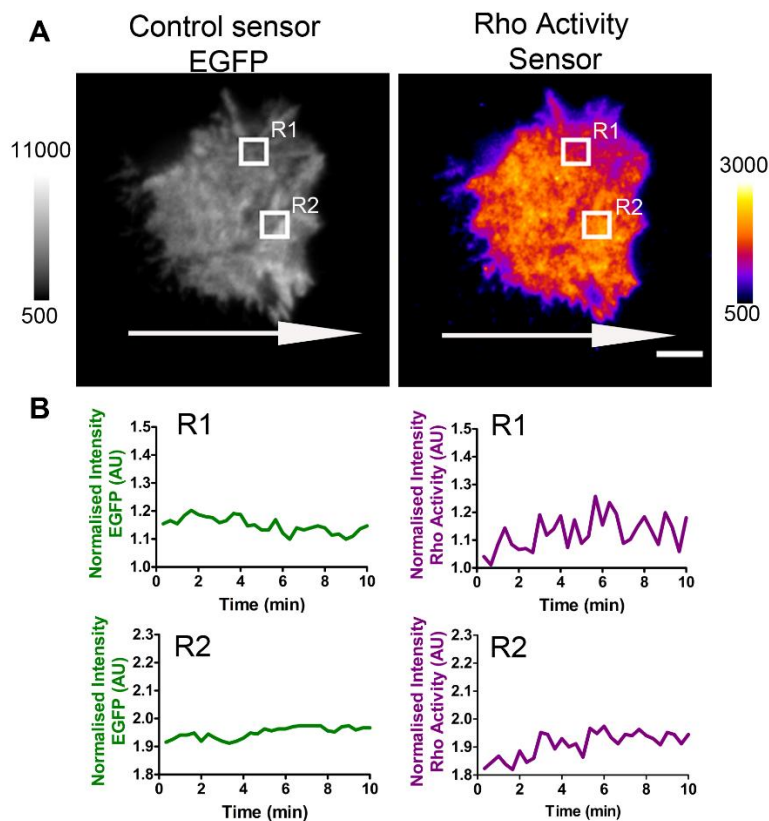 A
Control sensor
EGFP
Rho Activity
Sensor
11000
500
R1
R2
R1
R2
3000
500
B
R1
Normalised Intensity
EGFP (AU)
1.5
1.4
1.3
1.2
1.1
1.0
0 2 4 6 8 10
Time (min)
R1
Normalised Intensity
Rho Activity (AU)
1.5
1.4
1.3
1.2
1.1
1.0
0 2 4 6 8 10
Time (min)
R2
Normalised Intensity
EGFP (AU)
2.3
2.2
2.1
2.0
1.9
1.8
0 2 4 6 8 10
Time (min)
R2
Normalised Intensity
Rho Activity (AU)
2.3
2.2
2.1
2.0
1.9
1.8
0 2 4 6 8 10
Time (min)